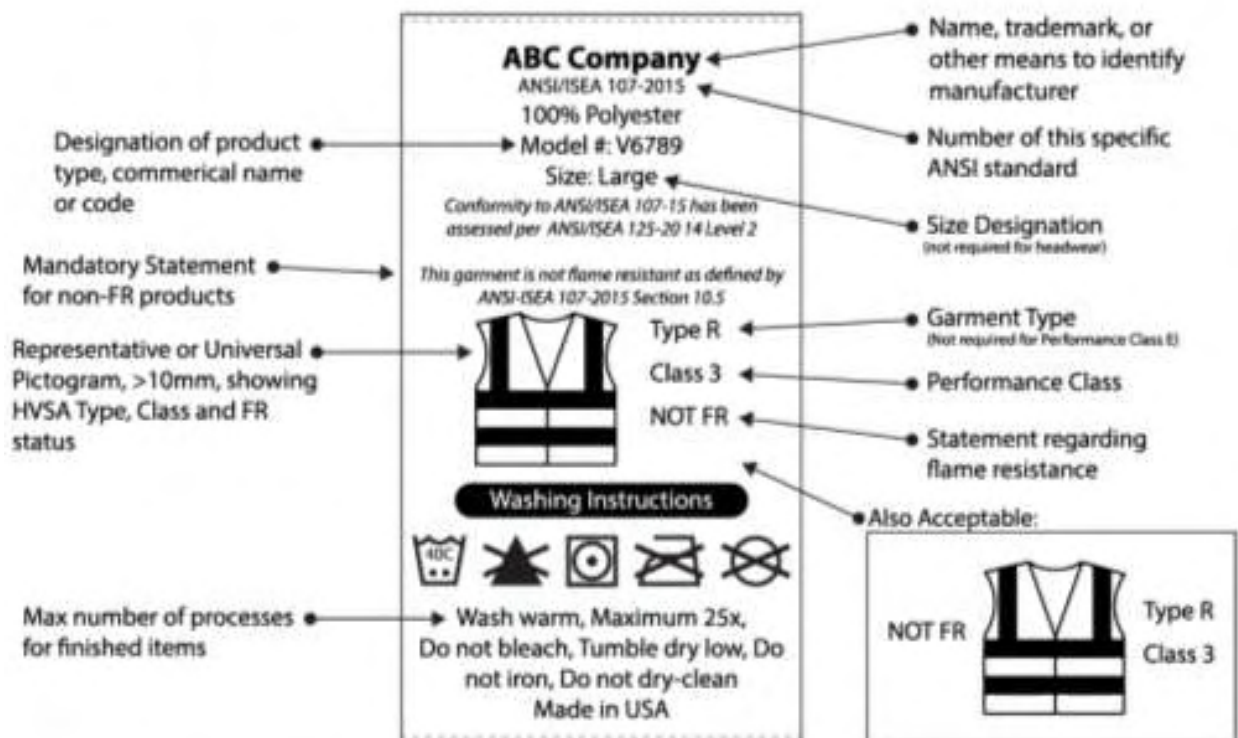 ABC Company
ANSI/ISEA 107-2015
100% Polyester
Model #: V6789
Size: Large
Conformity to ANSI/ISEA 107-15 has been
assessed per ANSI/ISEA 125-20 14 Level 2
This garment is not flame resistant as defined by
ANSI-ISEA 107-2015 Section 10.5
Type R
Class 3
NOT FR
Washing Instructions
40C
Wash warm, Maximum 25x,
Do not bleach, Tumble dry low, Do
not iron, Do not dry-clean
Made in USA
Designation of product
type, commerical name
or code
Mandatory Statement
for non-FR products
Representative or Universal
Pictogram, >10mm, showing
HVSA Type, Class and FR
status
Max number of processes
for finished items
Name, trademark, or
other means to identify
manufacturer
Number of this specific
ANSI standard
Size Designation
(not required for headwear)
Garment Type
(Not required for Performance Class E)
Performance Class
Statement regarding
flame resistance
Also Acceptable:
NOT FR
Type R
Class 3